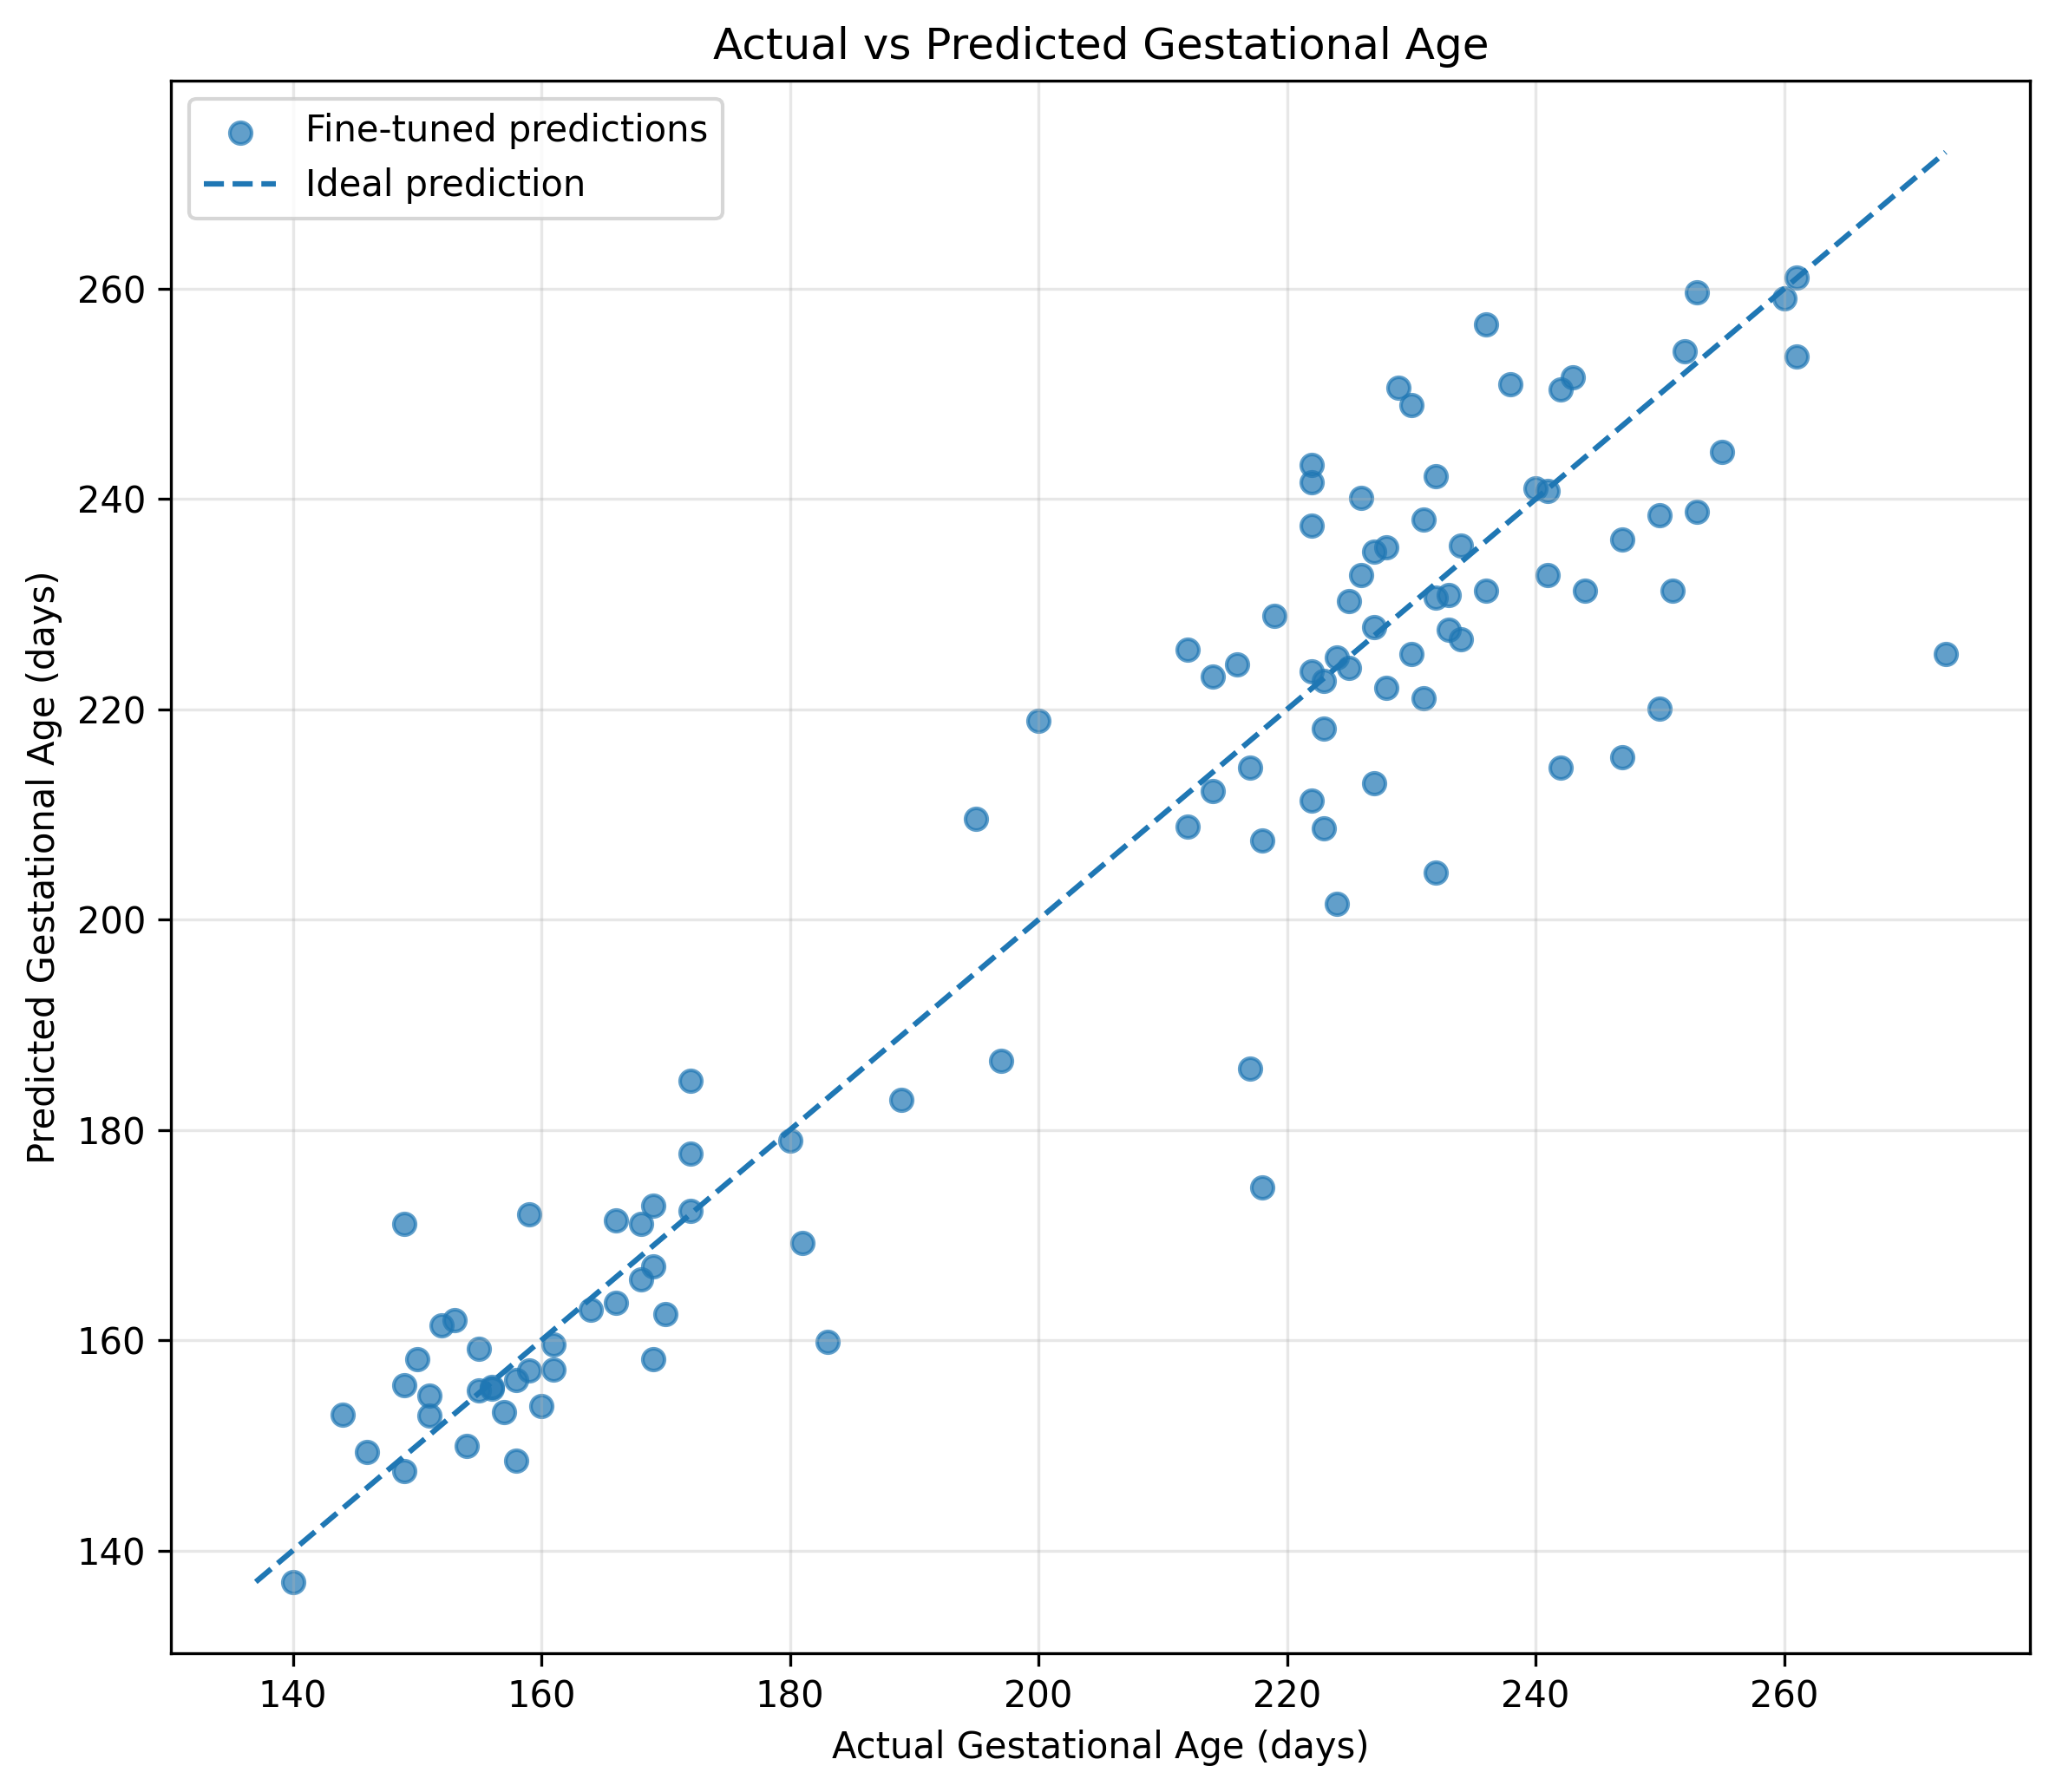 Actual vs Predicted Gestational Age
Fine-tuned predictions
Ideal prediction
Predicted Gestational Age (days)
260
240
220
200
180
160
140
140 160 180 200 220 240 260
Actual Gestational Age (days)